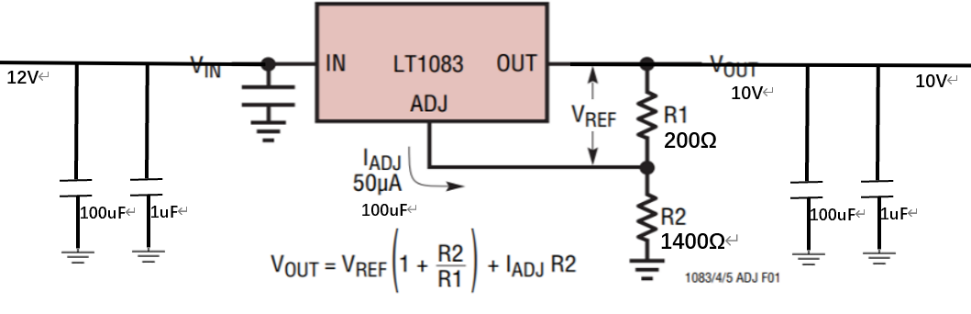 12V↵
VIN
IN
LT1083
OUT
ADJ
VREF
VOUT
10V↵
10V↵
R1
200Ω
IADJ
50µA
100uF↵
100uF↵
1uF↵
R2
1400Ω↵
100uF↵
1uF↵
VOUT = VREF (1 + R2/R1) + IADJ R2
1083/4/5 ADJ F01